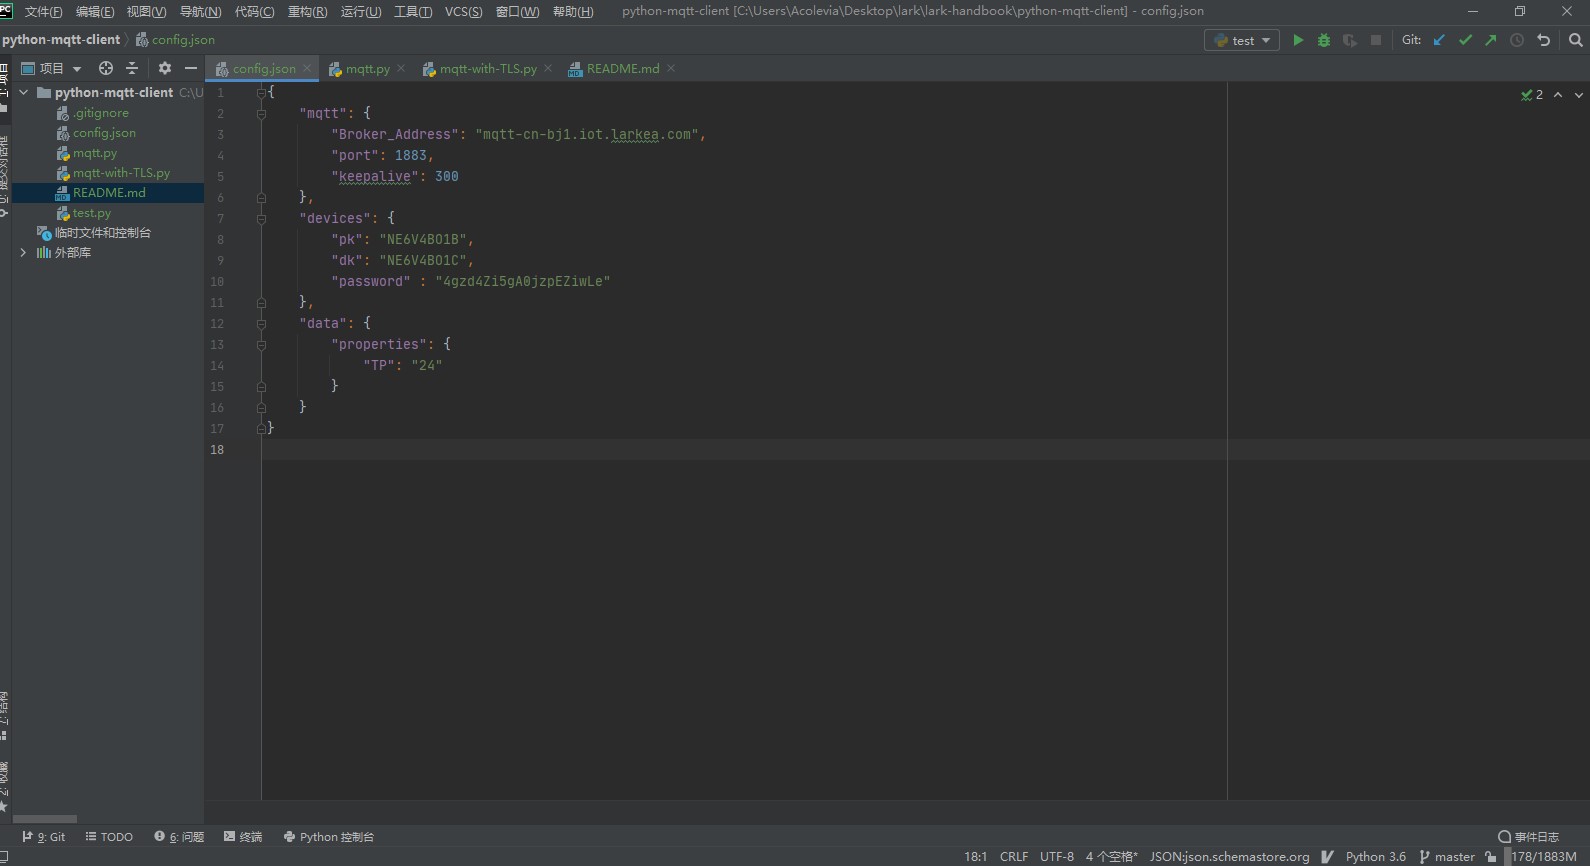 PC 文件(F) 编辑(E) 视图(V) 导航(N) 代码(C) 重构(R) 运行(U) 工具(T) VCS(S) 窗口(W) 帮助(H) python-mqtt-client [C:\Users\Acolevia\Desktop\lark\lark-handbook\python-mqtt-client] - config.json
python-mqtt-client config.json test Git:
项目 config.json mqtt.py mqtt-with-TLS.py README.md
python-mqtt-client C:\U
.gitignore
config.json
mqtt.py
mqtt-with-TLS.py
README.md
test.py
临时文件和控制台
外部库
1 {
2 "mqtt": {
3 "Broker_Address": "mqtt-cn-bj1.iot.larkea.com",
4 "port": 1883,
5 "keepalive": 300
6 },
7 "devices": {
8 "pk": "NE6V4BO1B",
9 "dk": "NE6V4BO1C",
10 "password" : "4gzd4Zi5gA0jzpEZiwLe"
11 },
12 "data": {
13 "properties": {
14 "TP": "24"
15 }
16 }
17 }
18
2
9: Git TODO 6: 问题 终端 Python 控制台 事件日志
18:1 CRLF UTF-8 4 个空格* JSON:json.schemastore.org Python 3.6 master 178/1883M